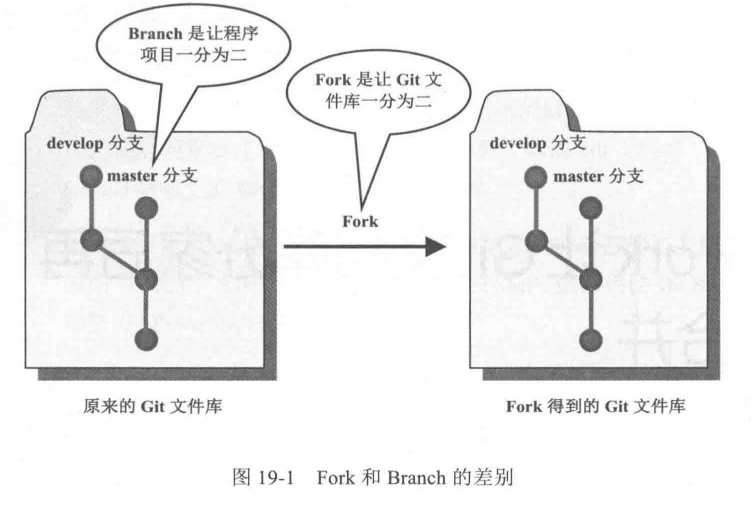 Branch 是让程序
项目一分为二
Fork 是让 Git 文
件库一分为二
develop 分支
master 分支
Fork
develop 分支
master 分支
原来的 Git 文件库
Fork 得到的 Git 文件库
图 19-1 Fork 和 Branch 的差别